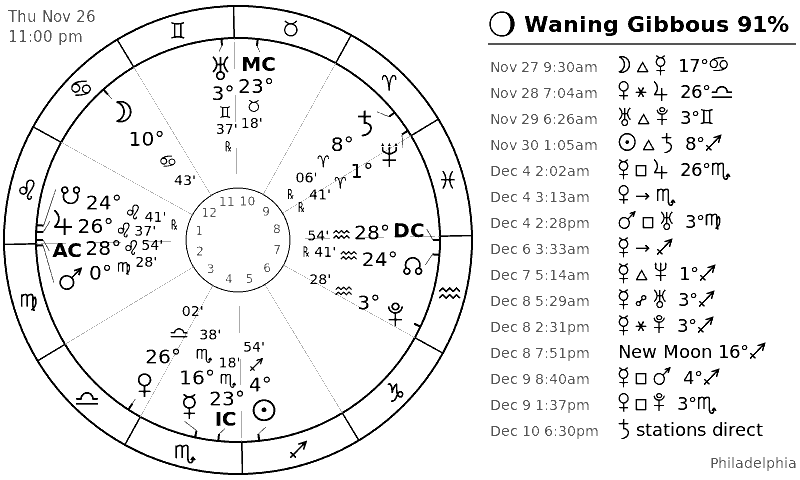 Thu Nov 26
11:00 pm
♊ ♉
♅ MC
3° 23°
♊ ♉
37' 18'
℞
♋ ♈
☽ 10° ♋ 43'
♄ 8° ♈ 06' ℞
♆ 1° ♈ 41' ℞
♌ ♓
☋ 24° ♌ 41' ℞
♃ 26° ♌ 37'
AC 28° ♌ 54'
♂ 0° ♍ 28'
54' ♒ 28° DC
℞ 41' ♒ 24° ☊
28' ♒ 3° ♇
12 11 10 9
1 8
2 7
3 4 5 6
♍ ♒
02' ♎ 26° ♀
38' ♏ 16° ☿
18' ♏ 23° IC
54' ♐ 4° ☉
♎ ♏ ♐ ♑
Waning Gibbous 91%
Nov 27 9:30am ☽ △ ☿ 17°♋
Nov 28 7:04am ♀ ⚹ ♃ 26°♎
Nov 29 6:26am ♅ △ ♇ 3°♊
Nov 30 1:05am ☉ △ ♄ 8°♐
Dec 4 2:02am ☿ □ ♃ 26°♏
Dec 4 3:13am ♀ → ♏
Dec 4 2:28pm ♂ □ ♅ 3°♍
Dec 6 3:33am ☿ → ♐
Dec 7 5:14am ☿ △ ♆ 1°♐
Dec 8 5:29am ☿ ☍ ♅ 3°♐
Dec 8 2:31pm ☿ ⚹ ♇ 3°♐
Dec 8 7:51pm New Moon 16°♐
Dec 9 8:40am ☿ □ ♂ 4°♐
Dec 9 1:37pm ♀ □ ♇ 3°♏
Dec 10 6:30pm ♄ stations direct
Philadelphia